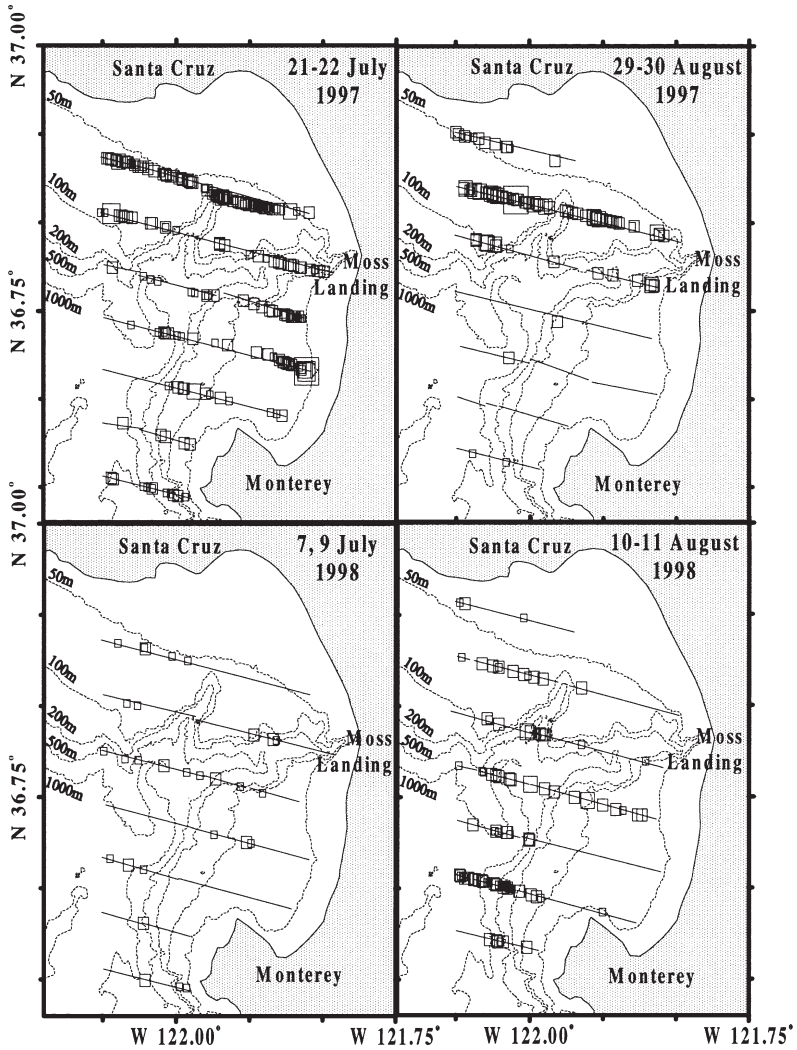 N 37.00°
Santa Cruz
21-22 July
1997
50m
100m
200m
500m
1000m
Moss
Landing
Monterey
N 36.75°
Santa Cruz
29-30 August
1997
50m
100m
200m
500m
1000m
Moss
Landing
Monterey
N 37.00°
Santa Cruz
7, 9 July
1998
50m
100m
200m
500m
1000m
Moss
Landing
Monterey
N 36.75°
Santa Cruz
10-11 August
1998
50m
100m
200m
500m
1000m
Moss
Landing
Monterey
W 122.00°
W 121.75°
W 122.00°
W 121.75°